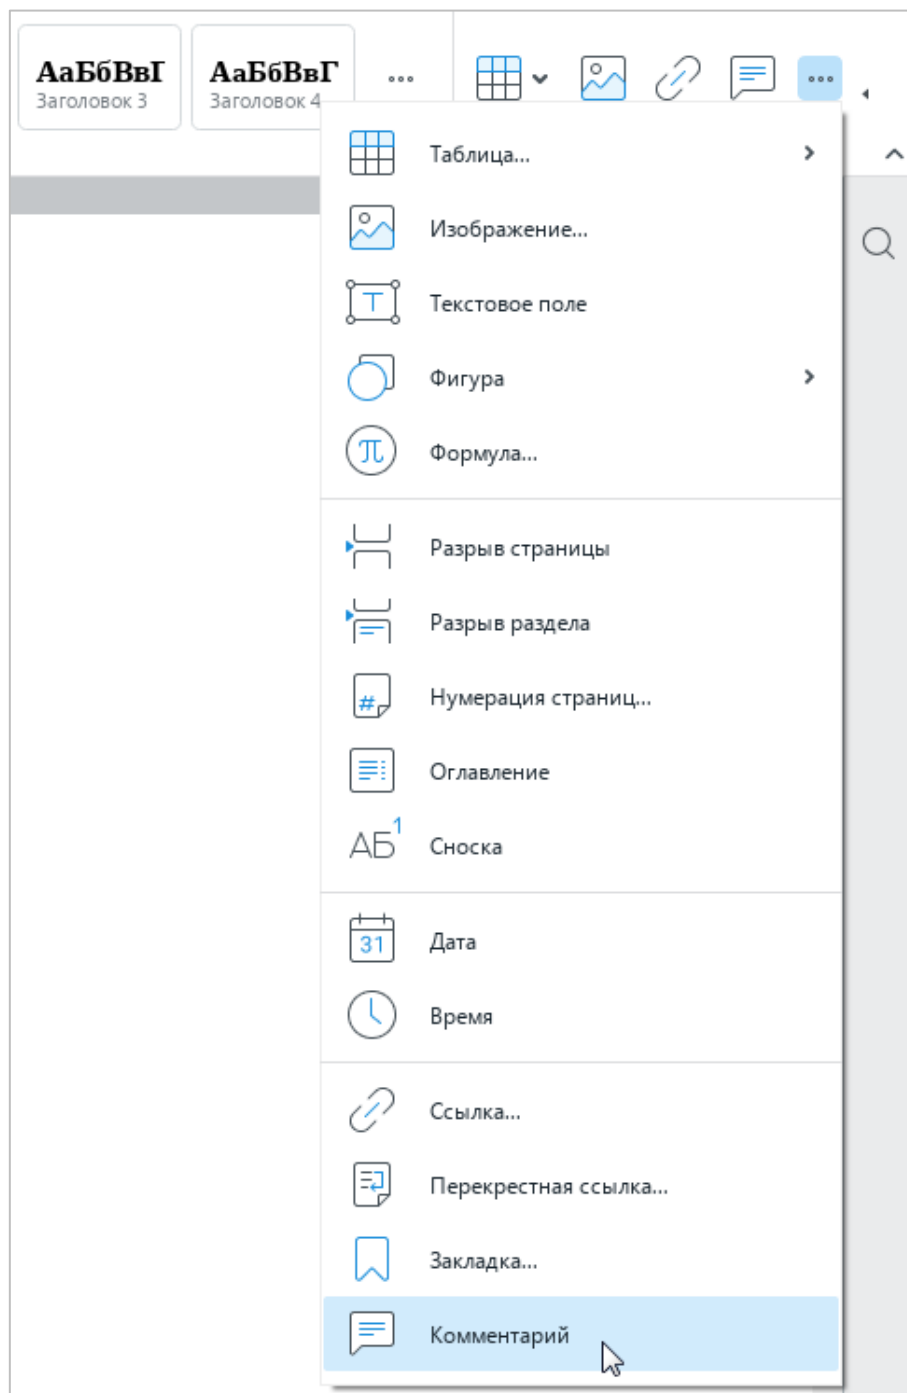 АаБбВвГ АаБбВвГ
Заголовок 3 Заголовок 4
Таблица...
Изображение...
T Текстовое поле
Фигура
π Формула...
Разрыв страницы
Разрыв раздела
# Нумерация страниц...
Оглавление
АБ1 Сноска
31 Дата
Время
Ссылка...
Перекрестная ссылка...
Закладка...
Комментарий